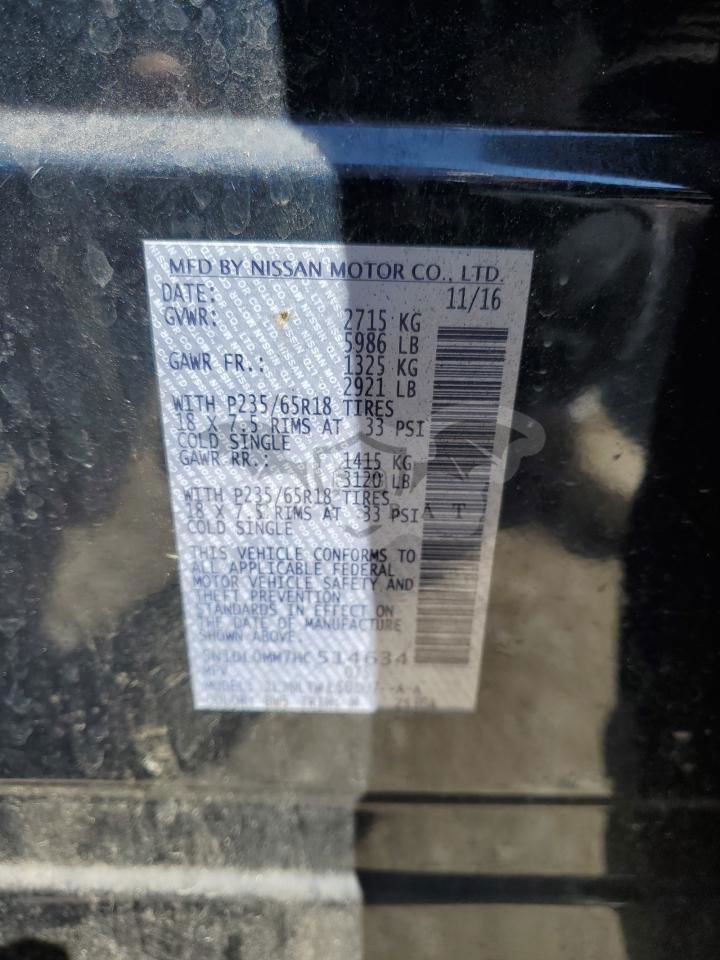 MFD BY NISSAN MOTOR CO., LTD.
DATE: 11/16
GVWR: 2715 KG
5986 LB
GAWR FR.: 1325 KG
2921 LB
WITH P235/65R18 TIRES
18 X 7.5 RIMS AT 33 PSI
COLD SINGLE
GAWR RR.: 1415 KG
3120 LB
WITH P235/65R18 TIRES
18 X 7.5 RIMS AT 33 PSI
COLD SINGLE
THIS VEHICLE CONFORMS TO
ALL APPLICABLE FEDERAL
MOTOR VEHICLE SAFETY AND
THEFT PREVENTION
STANDARDS IN EFFECT ON
THE DATE OF MANUFACTURE
SHOWN ABOVE.
5N1DL0MM7HC514634